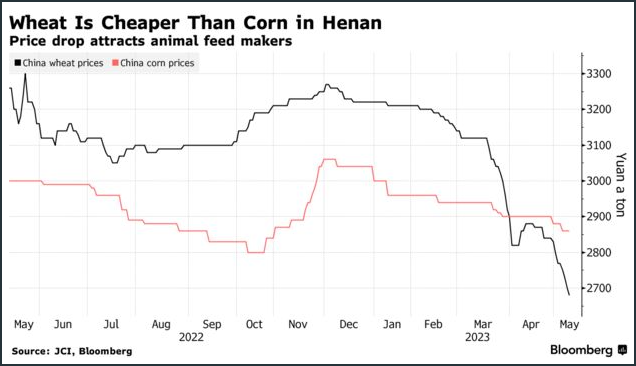 Wheat Is Cheaper Than Corn in Henan
Price drop attracts animal feed makers
China wheat prices China corn prices
3300
3200
3100
3000
2900
2800
2700
Yuan a ton
May Jun Jul Aug Sep Oct Nov Dec Jan Feb Mar Apr May
2022 2023
Source: JCI, Bloomberg
Bloomberg